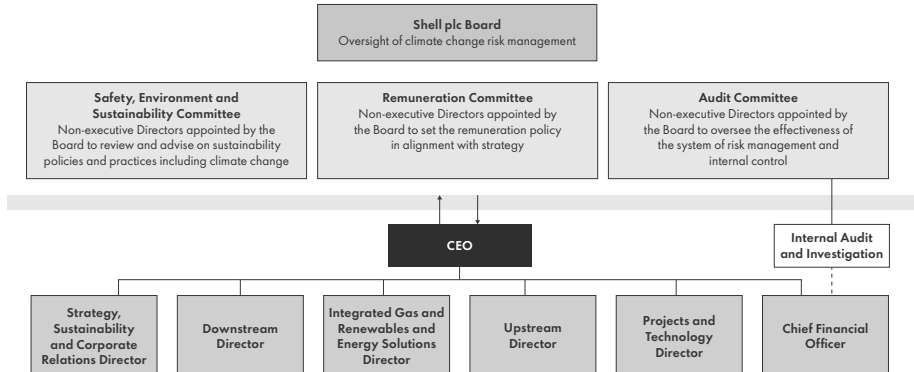 Shell plc Board
Oversight of climate change risk management
Safety, Environment and
Sustainability Committee
Non-executive Directors appointed by the
Board to review and advise on sustainability
policies and practices including climate change
Remuneration Committee
Non-executive Directors appointed by
the Board to set the remuneration policy
in alignment with strategy
Audit Committee
Non-executive Directors appointed by
the Board to oversee the effectiveness of
the system of risk management and
internal control
CEO
Internal Audit
and Investigation
Strategy,
Sustainability
and Corporate
Relations Director
Downstream
Director
Integrated Gas and
Renewables and
Energy Solutions
Director
Upstream
Director
Projects and
Technology
Director
Chief Financial
Officer